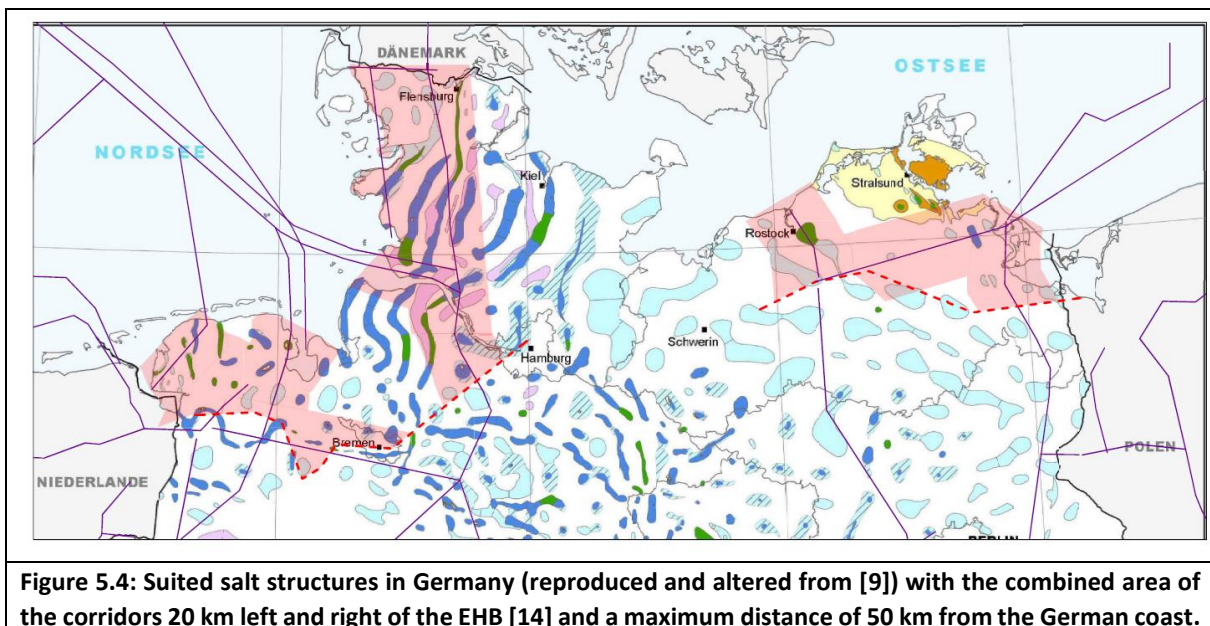 DÄNEMARK
OSTSEE
Flensburg
NORDSEE
Kiel
Stralsund
Rostock
Schwerin
Hamburg
Bremen
POLEN
NIEDERLANDE
BERLIN
Figure 5.4: Suited salt structures in Germany (reproduced and altered from [9]) with the combined area of
the corridors 20 km left and right of the EHB [14] and a maximum distance of 50 km from the German coast.